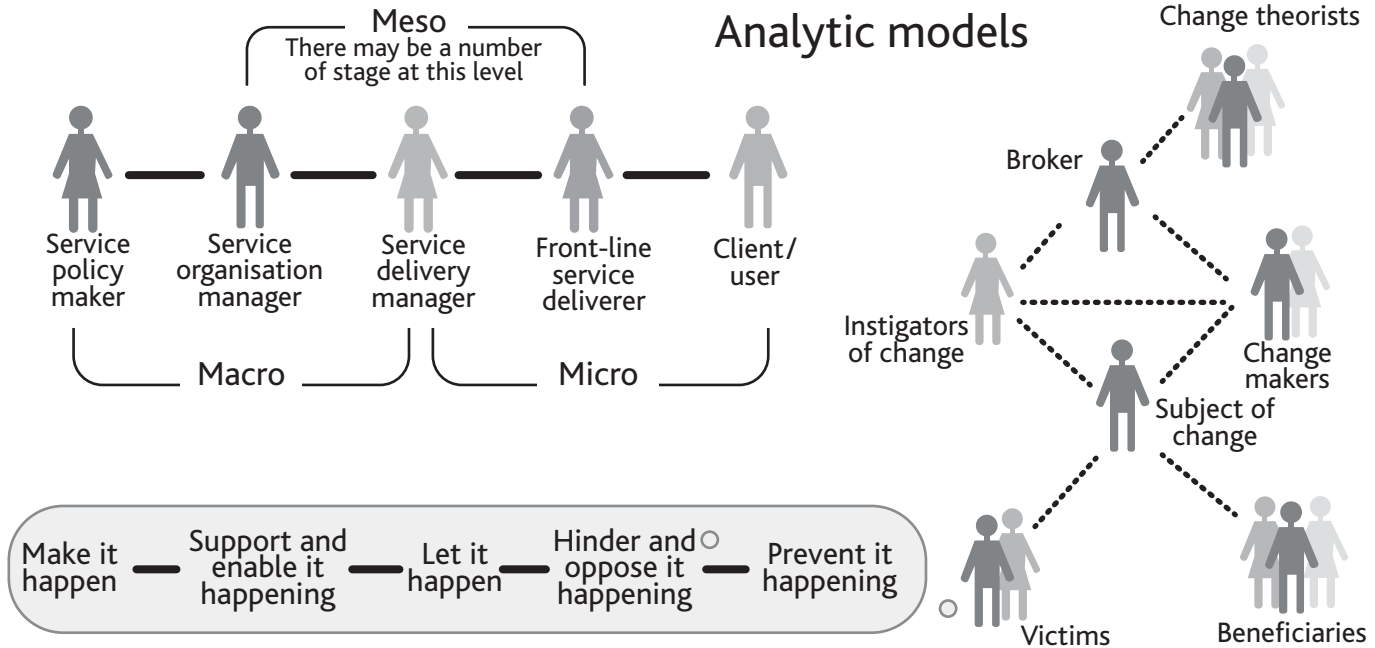 Analytic models
Meso
There may be a number
of stage at this level
Service
policy
maker
Service
organisation
manager
Service
delivery
manager
Front-line
service
deliverer
Client/
user
Macro
Micro
Change theorists
Broker
Instigators
of change
Change
makers
Subject of
change
Victims
Beneficiaries
Make it
happen
Support and
enable it
happening
Let it
happen
Hinder and
oppose it
happening
Prevent it
happening